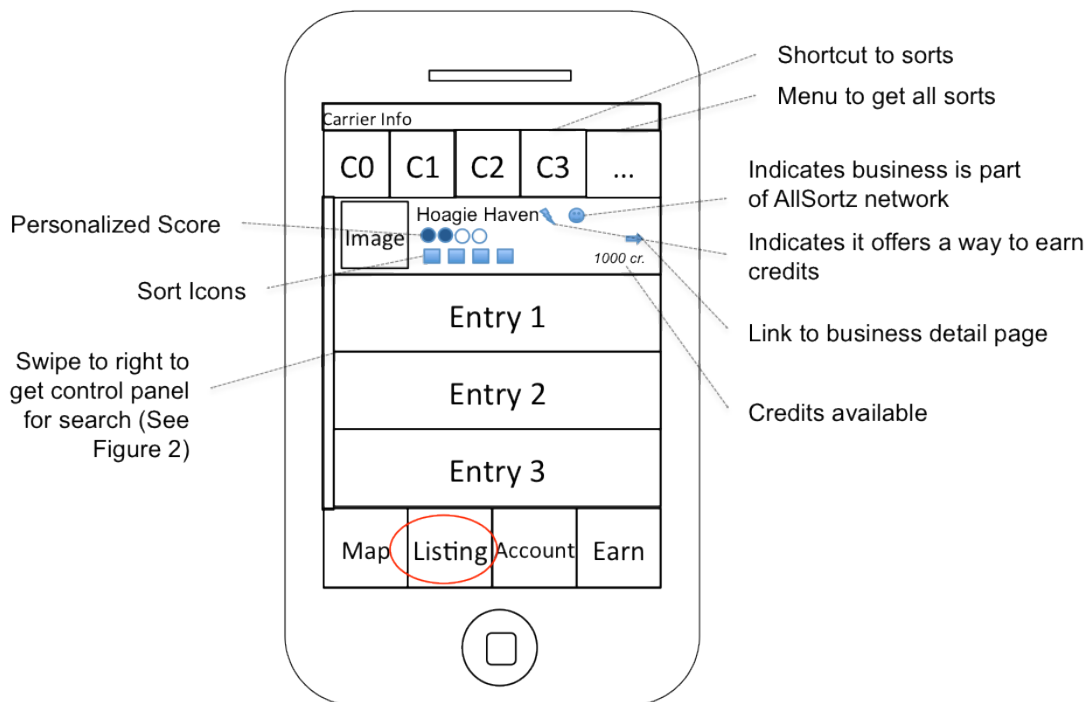 Shortcut to sorts
Menu to get all sorts
Carrier Info
C0 C1 C2 C3 ...
Indicates business is part
of AllSortz network
Indicates it offers a way to earn
credits
Link to business detail page
Credits available
Personalized Score
Sort Icons
Swipe to right to
get control panel
for search (See
Figure 2)
Image
Hoagie Haven
1000 cr.
Entry 1
Entry 2
Entry 3
Map Listing Account Earn